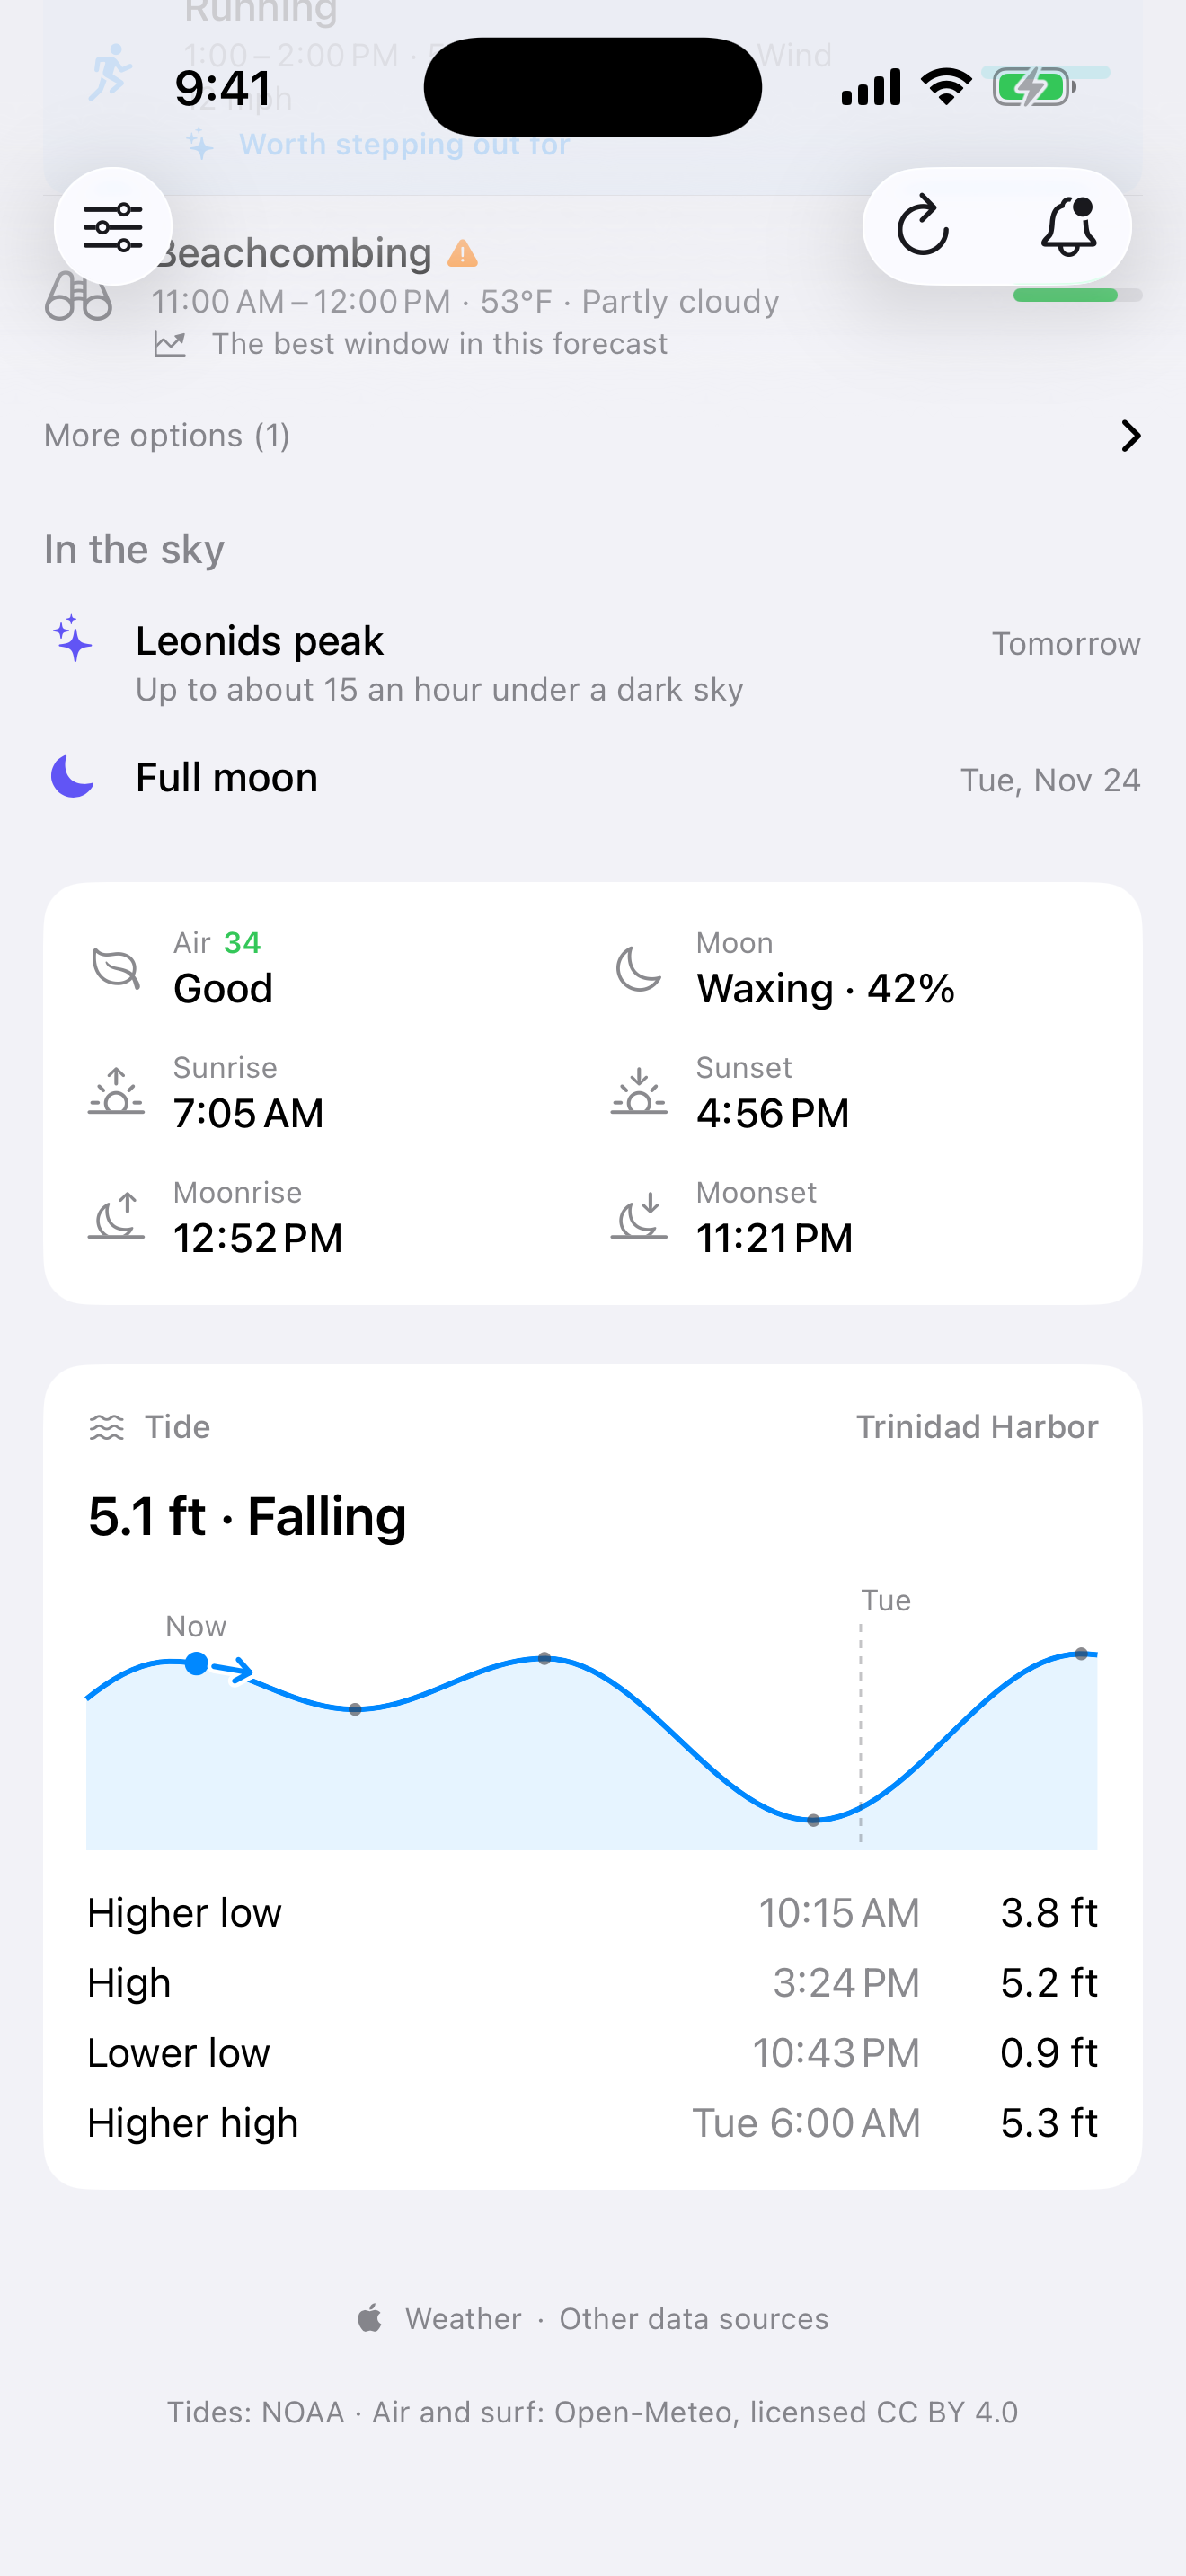 Running
1:00–2:00 PM · Wind
9:41
mph
Worth stepping out for
Beachcombing
11:00 AM – 12:00 PM · 53°F · Partly cloudy
The best window in this forecast
More options (1)
In the sky
Leonids peak
Tomorrow
Up to about 15 an hour under a dark sky
Full moon
Tue, Nov 24
Air 34
Good
Moon
Waxing · 42%
Sunrise
7:05 AM
Sunset
4:56 PM
Moonrise
12:52 PM
Moonset
11:21 PM
Tide
Trinidad Harbor
5.1 ft · Falling
Now
Tue
Higher low 10:15 AM 3.8 ft
High 3:24 PM 5.2 ft
Lower low 10:43 PM 0.9 ft
Higher high Tue 6:00 AM 5.3 ft
Weather · Other data sources
Tides: NOAA · Air and surf: Open-Meteo, licensed CC BY 4.0